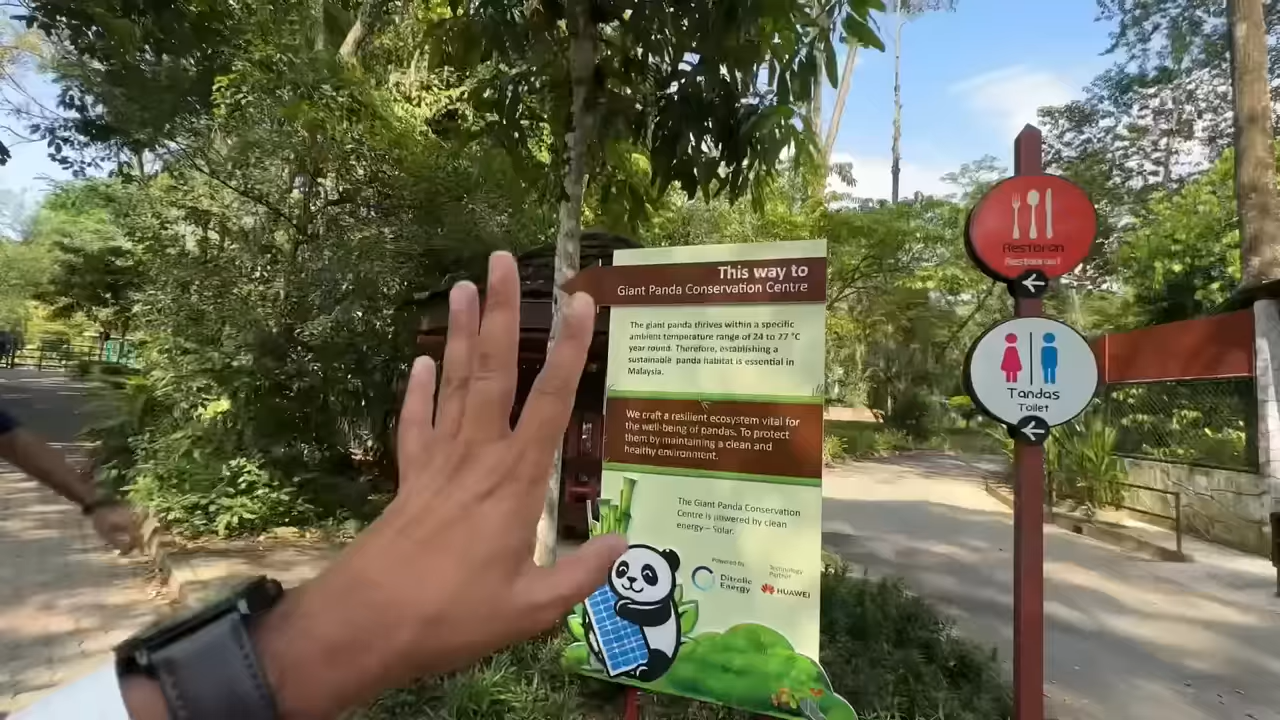 This way to
Giant Panda Conservation Centre
The giant panda thrives within a specific
ambient temperature range of 24 to 27 °C
year round. Therefore, establishing a
sustainable panda habitat is essential in
Malaysia.
We craft a resilient ecosystem vital for
the well-being of pandas. To protect
them by maintaining a clean and
healthy environment.
The Giant Panda Conservation
Centre is powered by clean
energy – Solar.
Powered by
Ditrolic
Energy
Technology
Partner
HUAWEI
Restoran
Restaurant
Tandas
Toilet